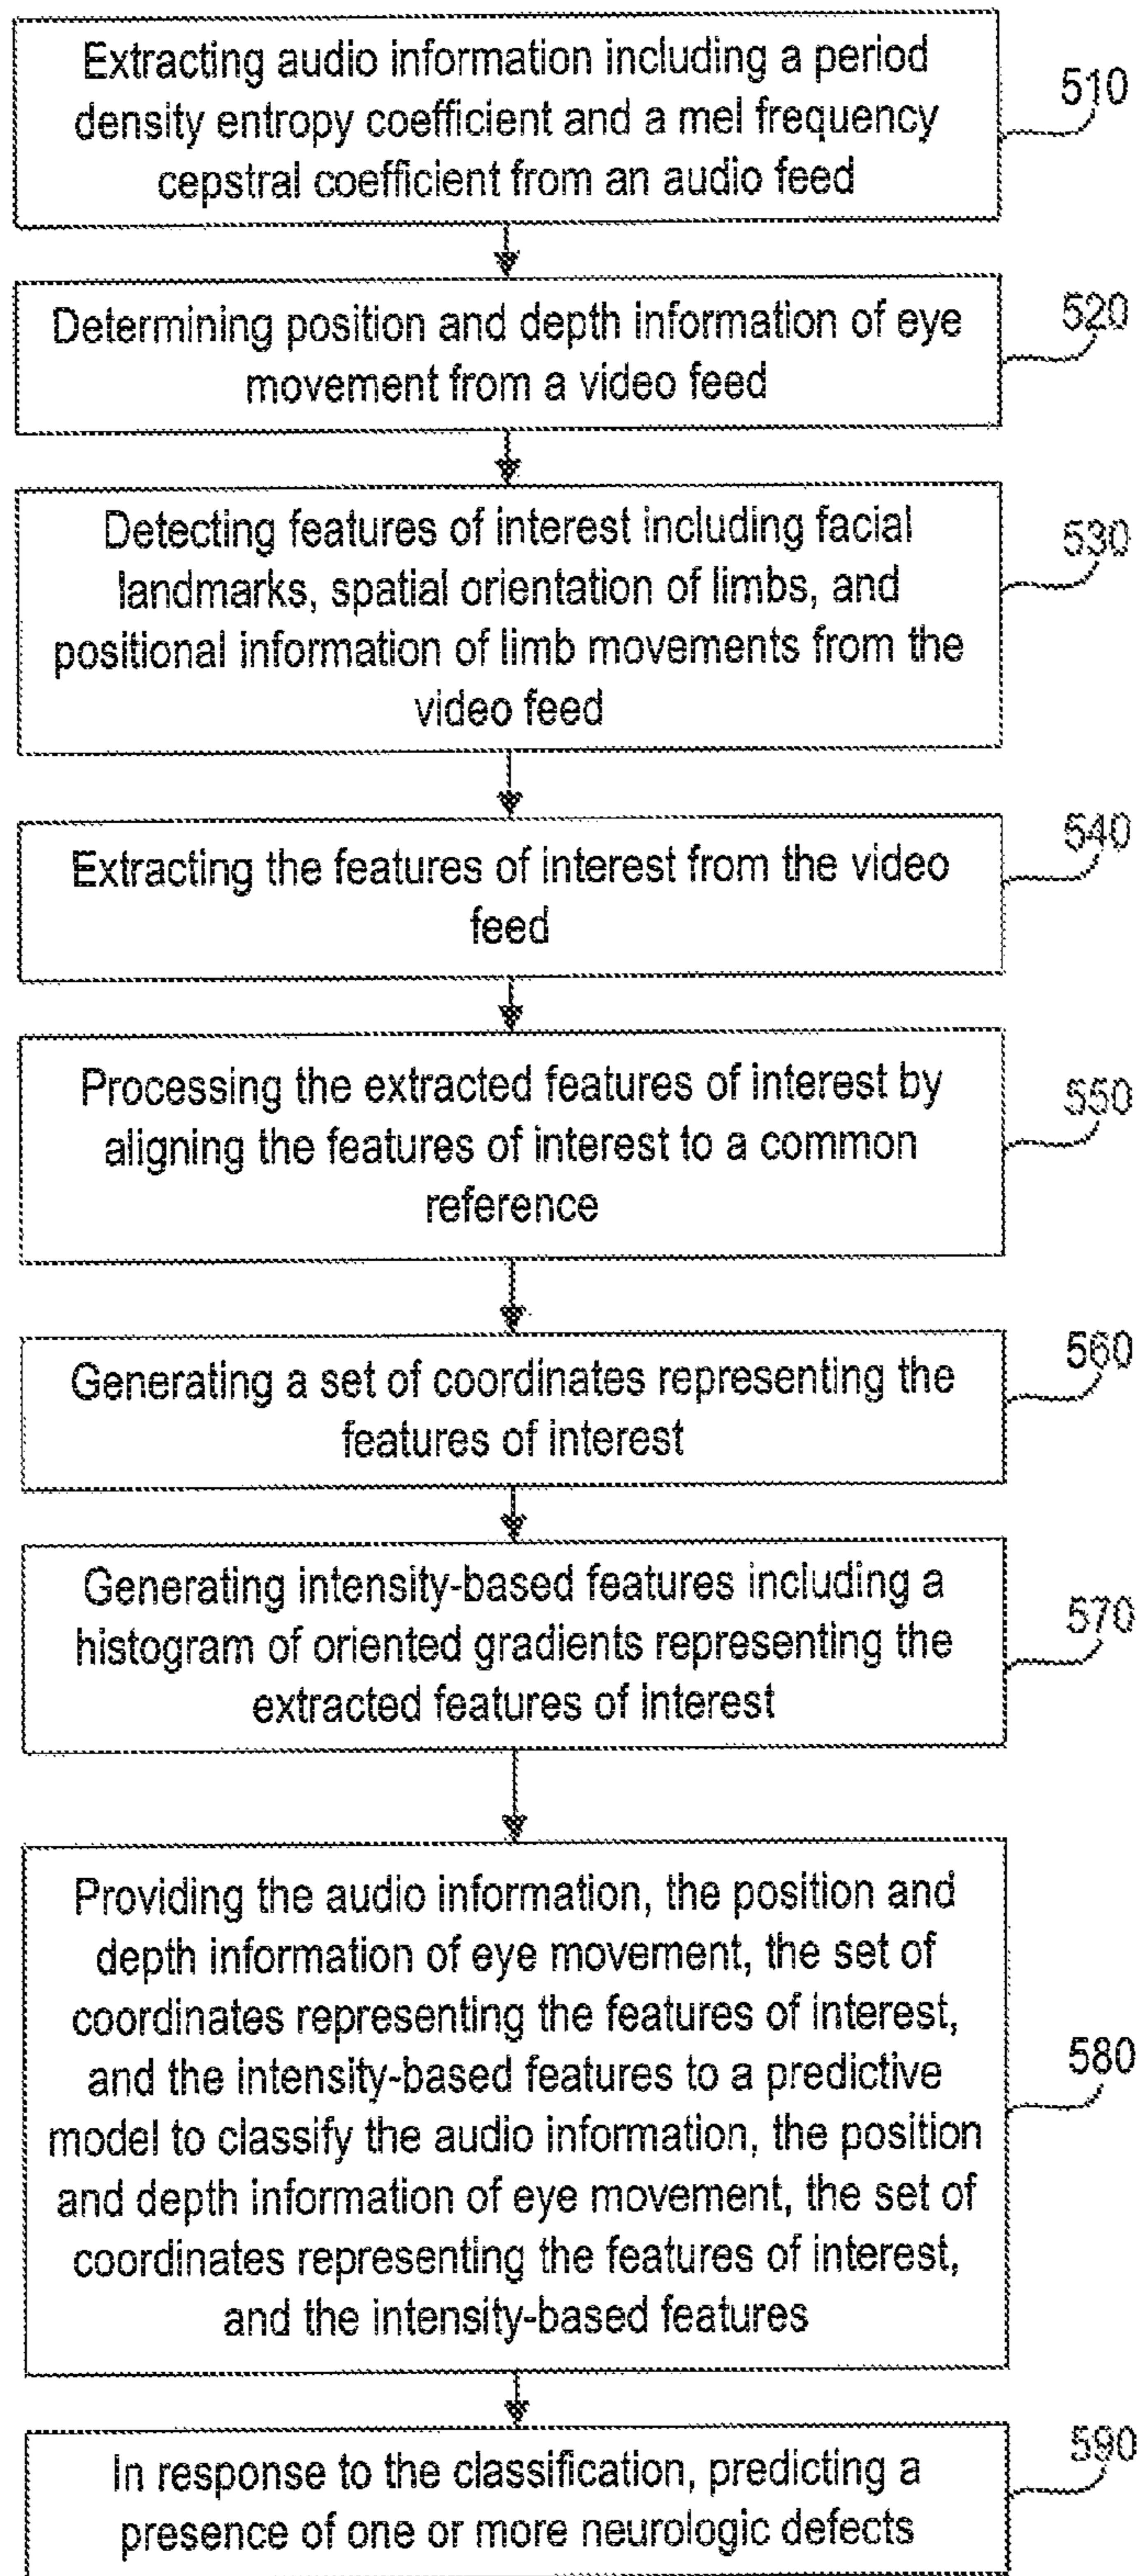 Extracting audio information including a period
density entropy coefficient and a mel frequency
cepstral coefficient from an audio feed
510
Determining position and depth information of eye
movement from a video feed
520
Detecting features of interest including facial
landmarks, spatial orientation of limbs, and
positional information of limb movements from the
video feed
530
Extracting the features of interest from the video
feed
540
Processing the extracted features of interest by
aligning the features of interest to a common
reference
550
Generating a set of coordinates representing the
features of interest
560
Generating intensity-based features including a
histogram of oriented gradients representing the
extracted features of interest
570
Providing the audio information, the position and
depth information of eye movement, the set of
coordinates representing the features of interest,
and the intensity-based features to a predictive
model to classify the audio information, the position
and depth information of eye movement, the set of
coordinates representing the features of interest,
and the intensity-based features
580
In response to the classification, predicting a
presence of one or more neurologic defects
590